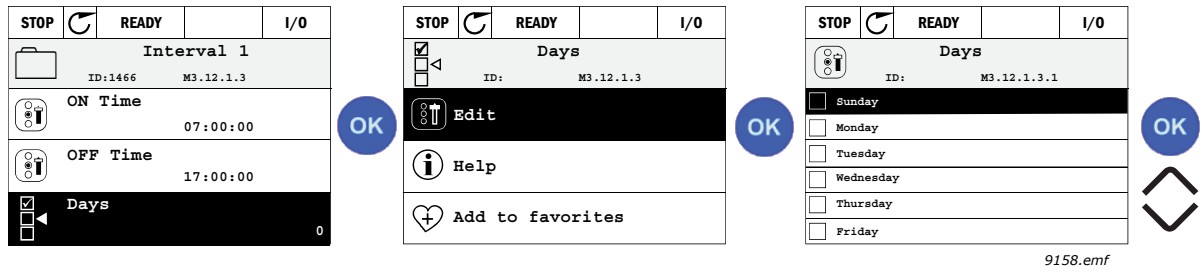 STOP READY I/O
Interval 1
ID:1466 M3.12.1.3
ON Time
07:00:00
OFF Time
17:00:00
Days
0
OK
STOP READY I/O
Days
ID: M3.12.1.3
Edit
Help
Add to favorites
OK
STOP READY I/O
Days
ID: M3.12.1.3.1
Sunday
Monday
Tuesday
Wednesday
Thursday
Friday
OK
9158.emf